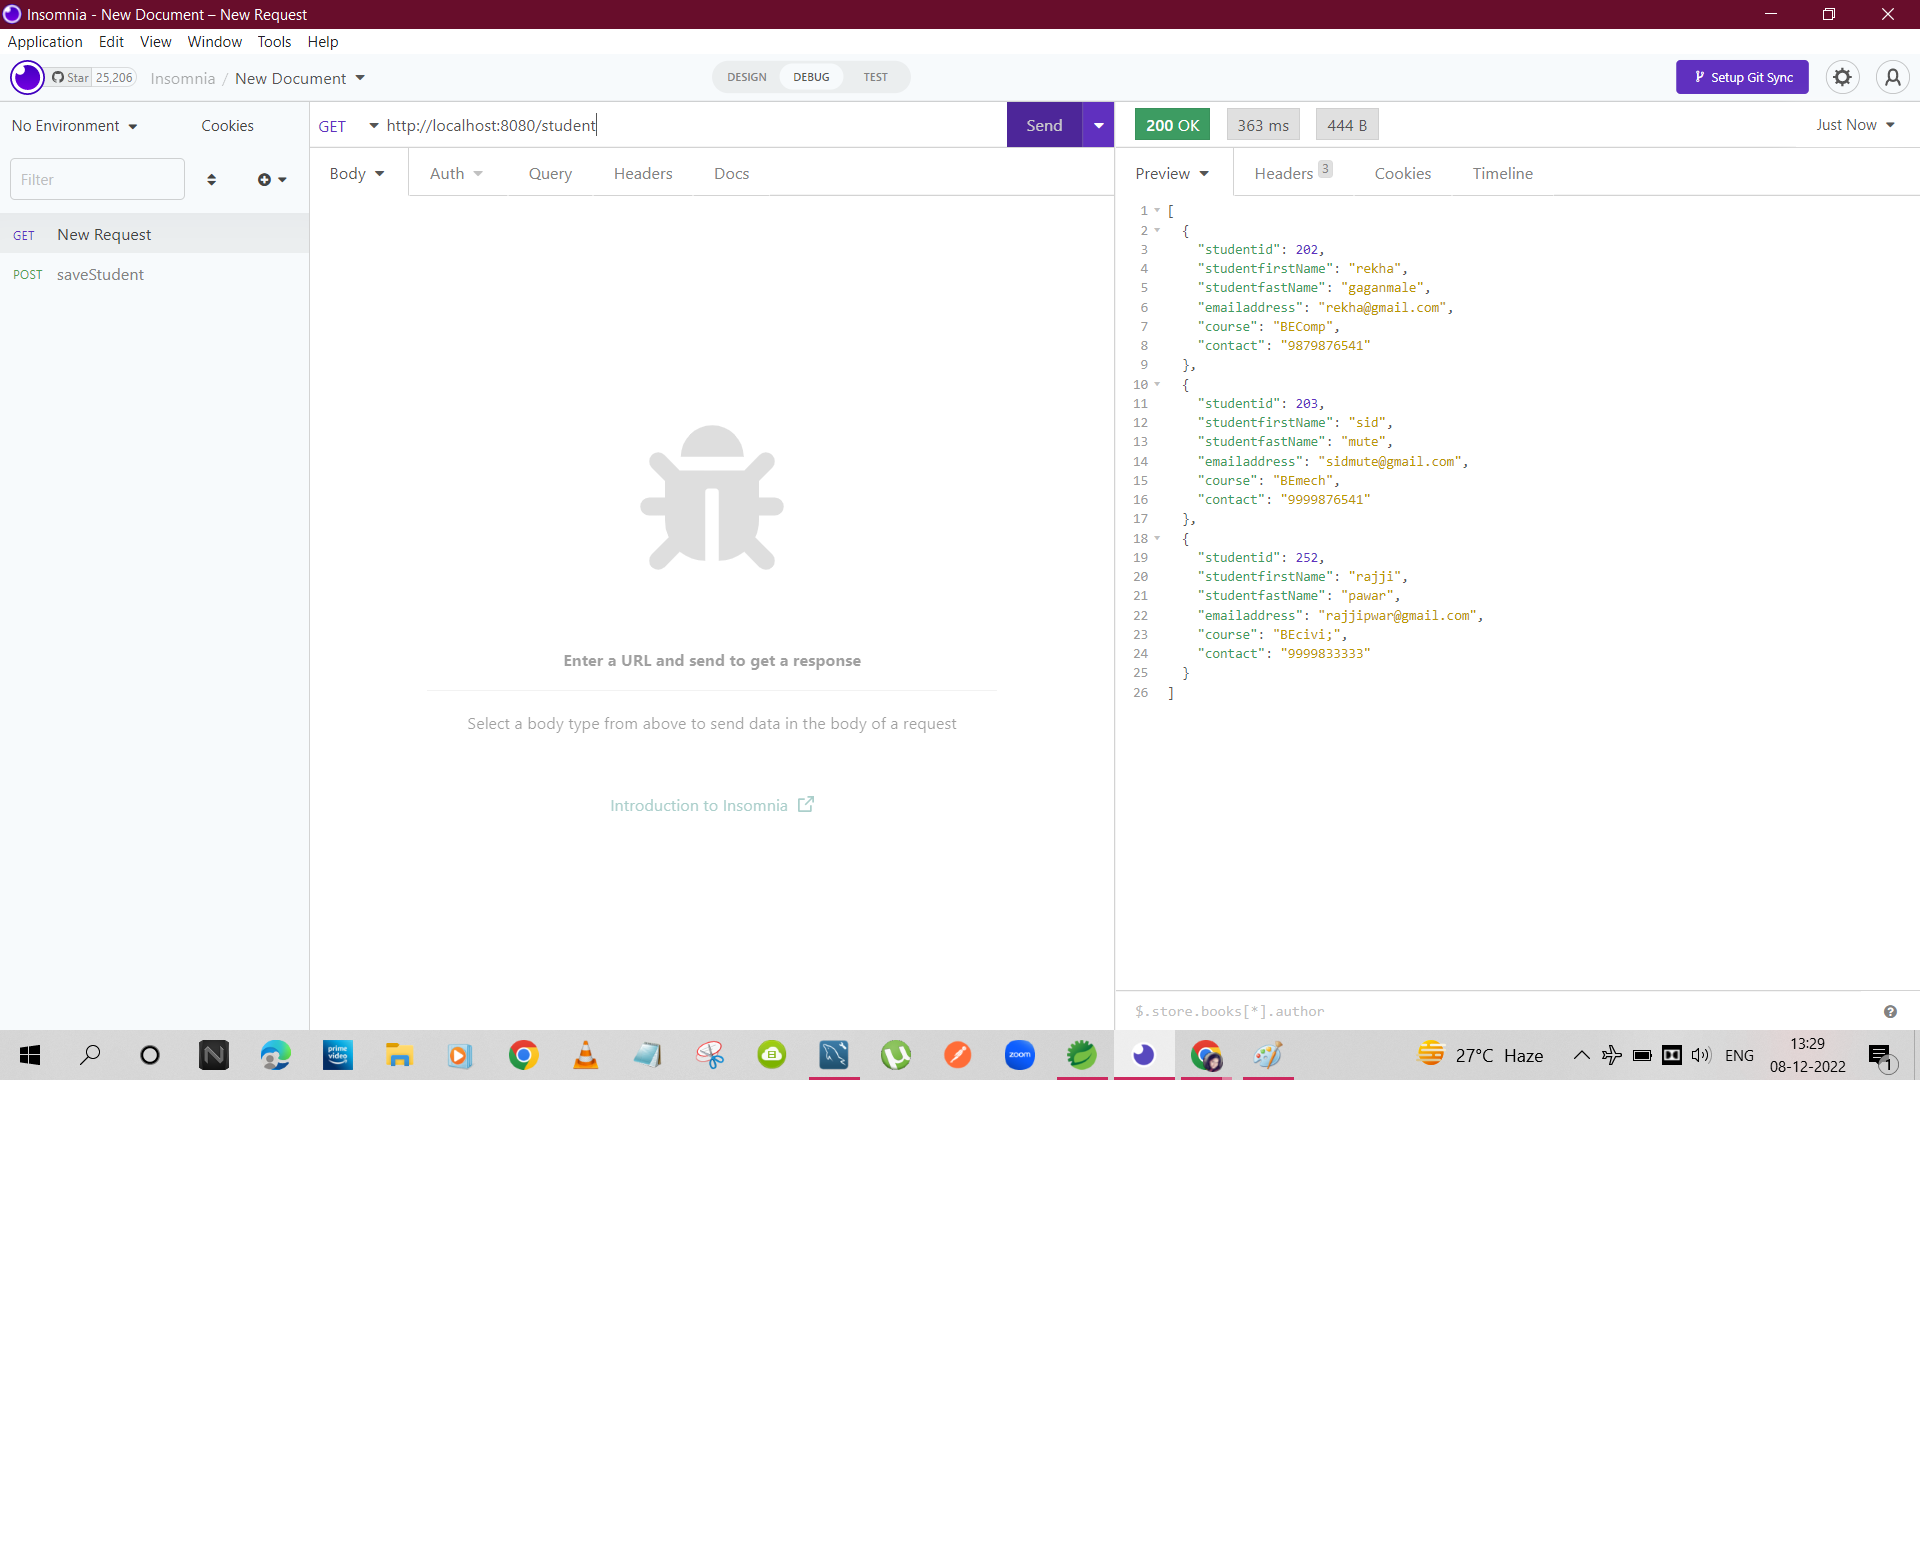 Insomnia - New Document – New Request
Application Edit View Window Tools Help
Star 25,206 Insomnia / New Document
DESIGN DEBUG TEST
Setup Git Sync
No Environment Cookies
GET http://localhost:8080/student
Send
200 OK 363 ms 444 B
Just Now
Filter
Body Auth Query Headers Docs
Preview Headers 3 Cookies Timeline
GET New Request
POST saveStudent
Enter a URL and send to get a response
Select a body type from above to send data in the body of a request
Introduction to Insomnia
1 [
2 {
3 "studentid": 202,
4 "studentfirstName": "rekha",
5 "studentfastName": "gaganmale",
6 "emailaddress": "rekha@gmail.com",
7 "course": "BEComp",
8 "contact": "9879876541"
9 },
10 {
11 "studentid": 203,
12 "studentfirstName": "sid",
13 "studentfastName": "mute",
14 "emailaddress": "sidmute@gmail.com",
15 "course": "BEmech",
16 "contact": "9999876541"
17 },
18 {
19 "studentid": 252,
20 "studentfirstName": "rajji",
21 "studentfastName": "pawar",
22 "emailaddress": "rajjipwar@gmail.com",
23 "course": "BEcivi;",
24 "contact": "9999833333"
25 }
26 ]
$.store.books[*].author
prime video
zoom
27°C Haze
ENG
13:29
08-12-2022
1